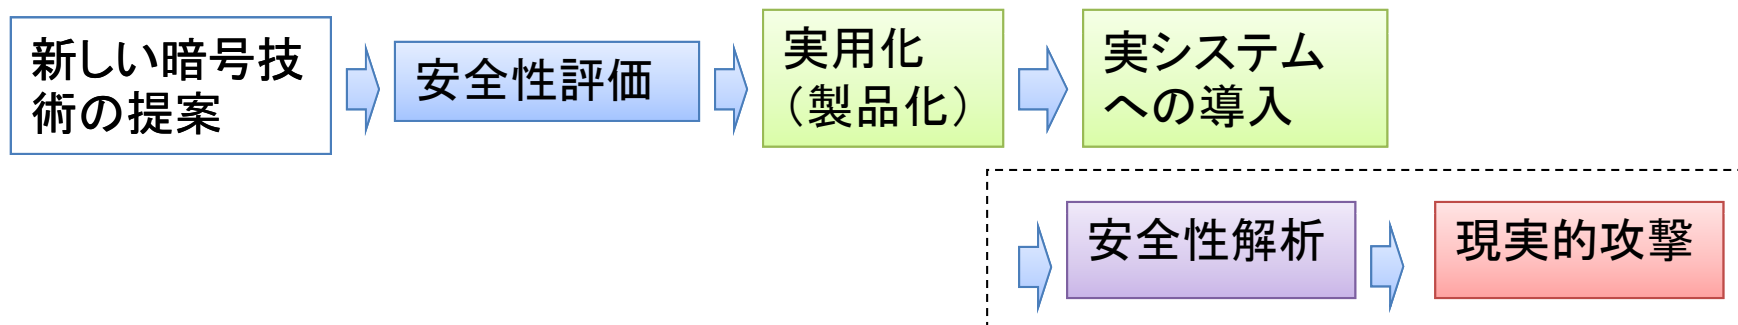 新しい暗号技
術の提案
安全性評価
実用化
（製品化）
実システム
への導入
安全性解析
現実的攻撃